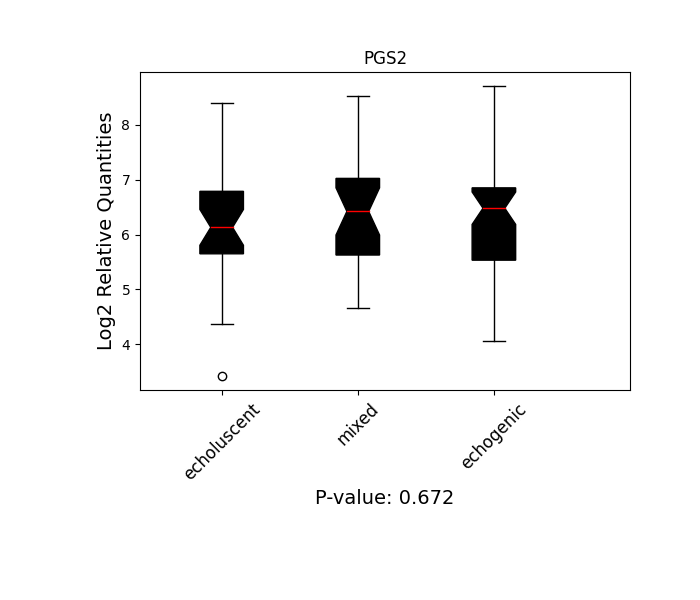 PGS2
Log2 Relative Quantities
8
7
6
5
4
echoluscent
mixed
echogenic
P-value: 0.672